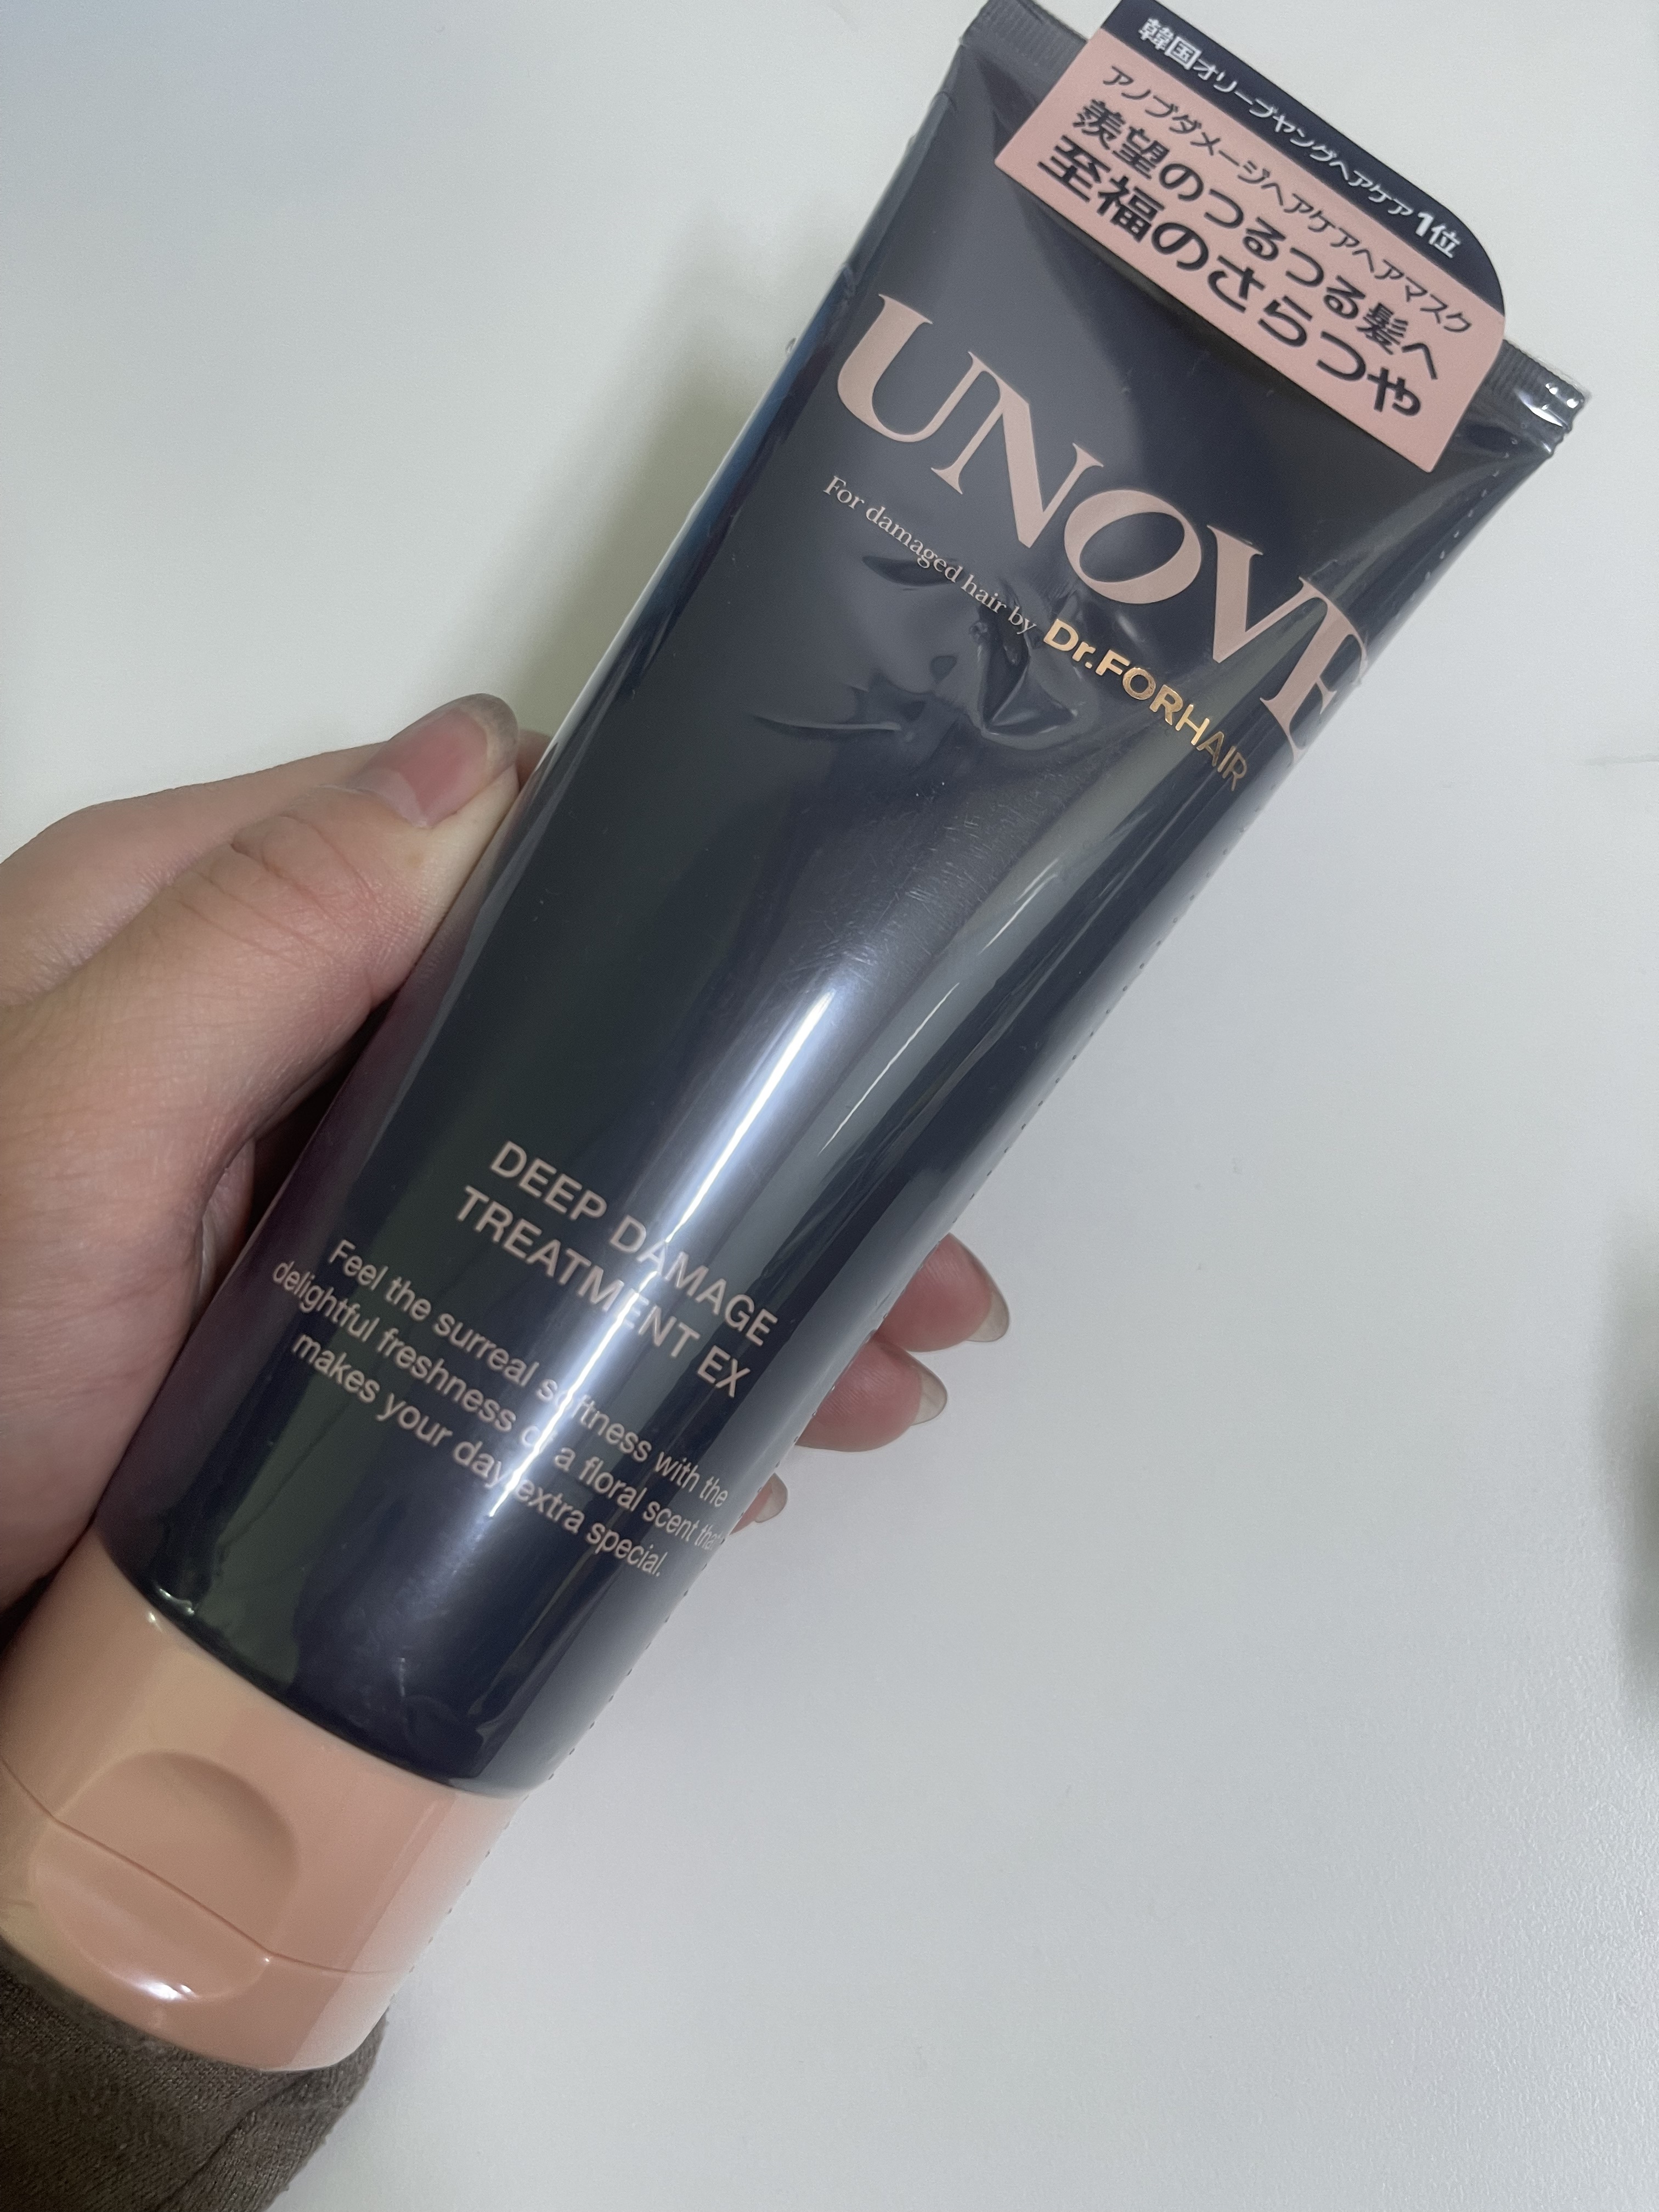 韓国オリーブヤングヘアケア1位
アノブダメージヘアケアヘアマスク
羨望のつるつる髪へ
至福のさらつや
UNOVE
For damaged hair by Dr.FORHAIR
DEEP DAMAGE
TREATMENT EX
Feel the surreal softness with the
delightful freshness of a floral scent that
makes your day extra special.